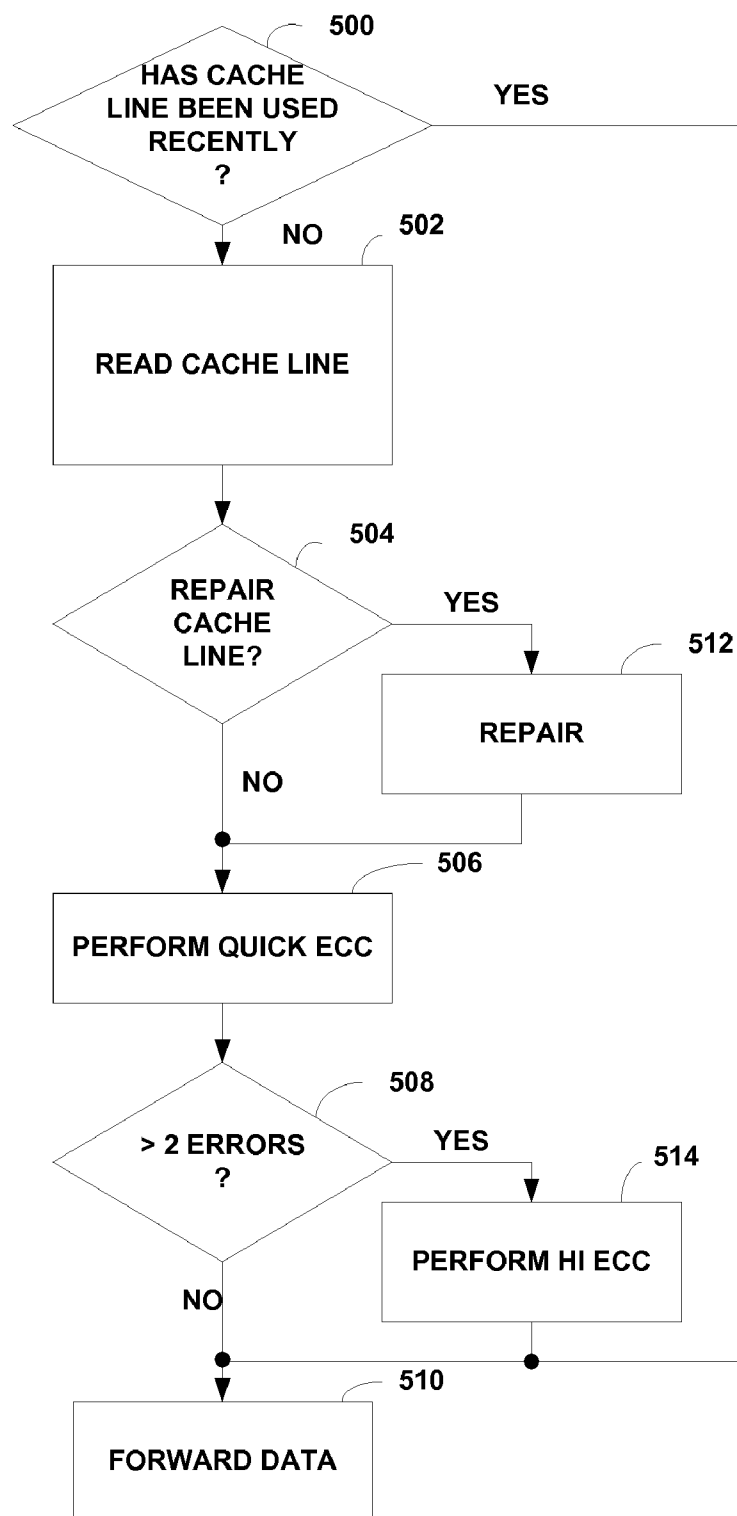 500
HAS CACHE
LINE BEEN USED
RECENTLY
?
YES
NO
502
READ CACHE LINE
504
REPAIR
CACHE
LINE?
YES
512
REPAIR
NO
506
PERFORM QUICK ECC
508
> 2 ERRORS
?
YES
514
PERFORM HI ECC
NO
510
FORWARD DATA